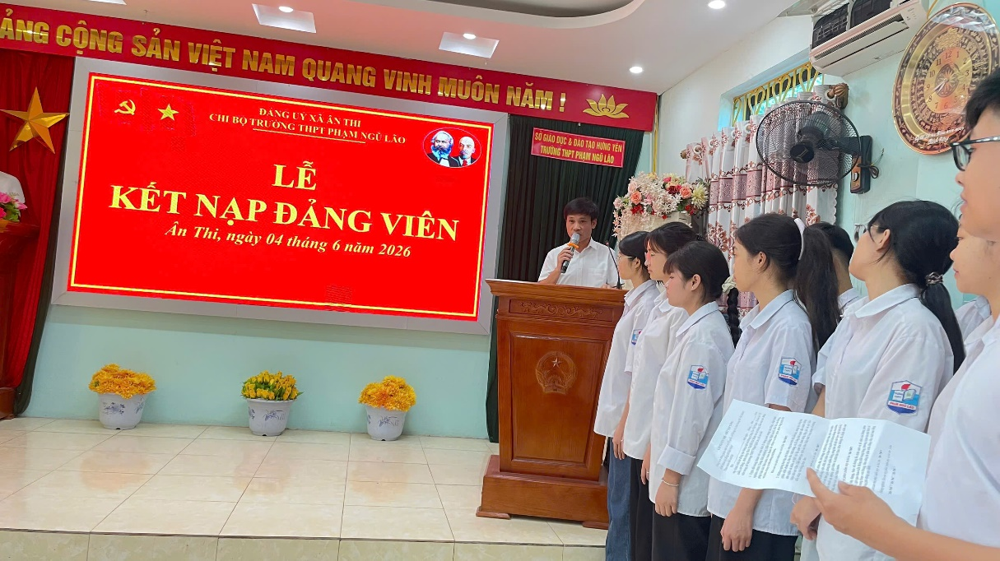 ẢNG CỘNG SẢN VIỆT NAM QUANG VINH MUÔN NĂM !
ĐẢNG UỶ XÃ ÂN THI
CHI BỘ TRƯỜNG THPT PHẠM NGŨ LÃO
LỄ
KẾT NẠP ĐẢNG VIÊN
Ân Thi, ngày 04 tháng 6 năm 2026
SỞ GIÁO DỤC & ĐÀO TẠO HƯNG YÊN
TRƯỜNG THPT PHẠM NGŨ LÃO